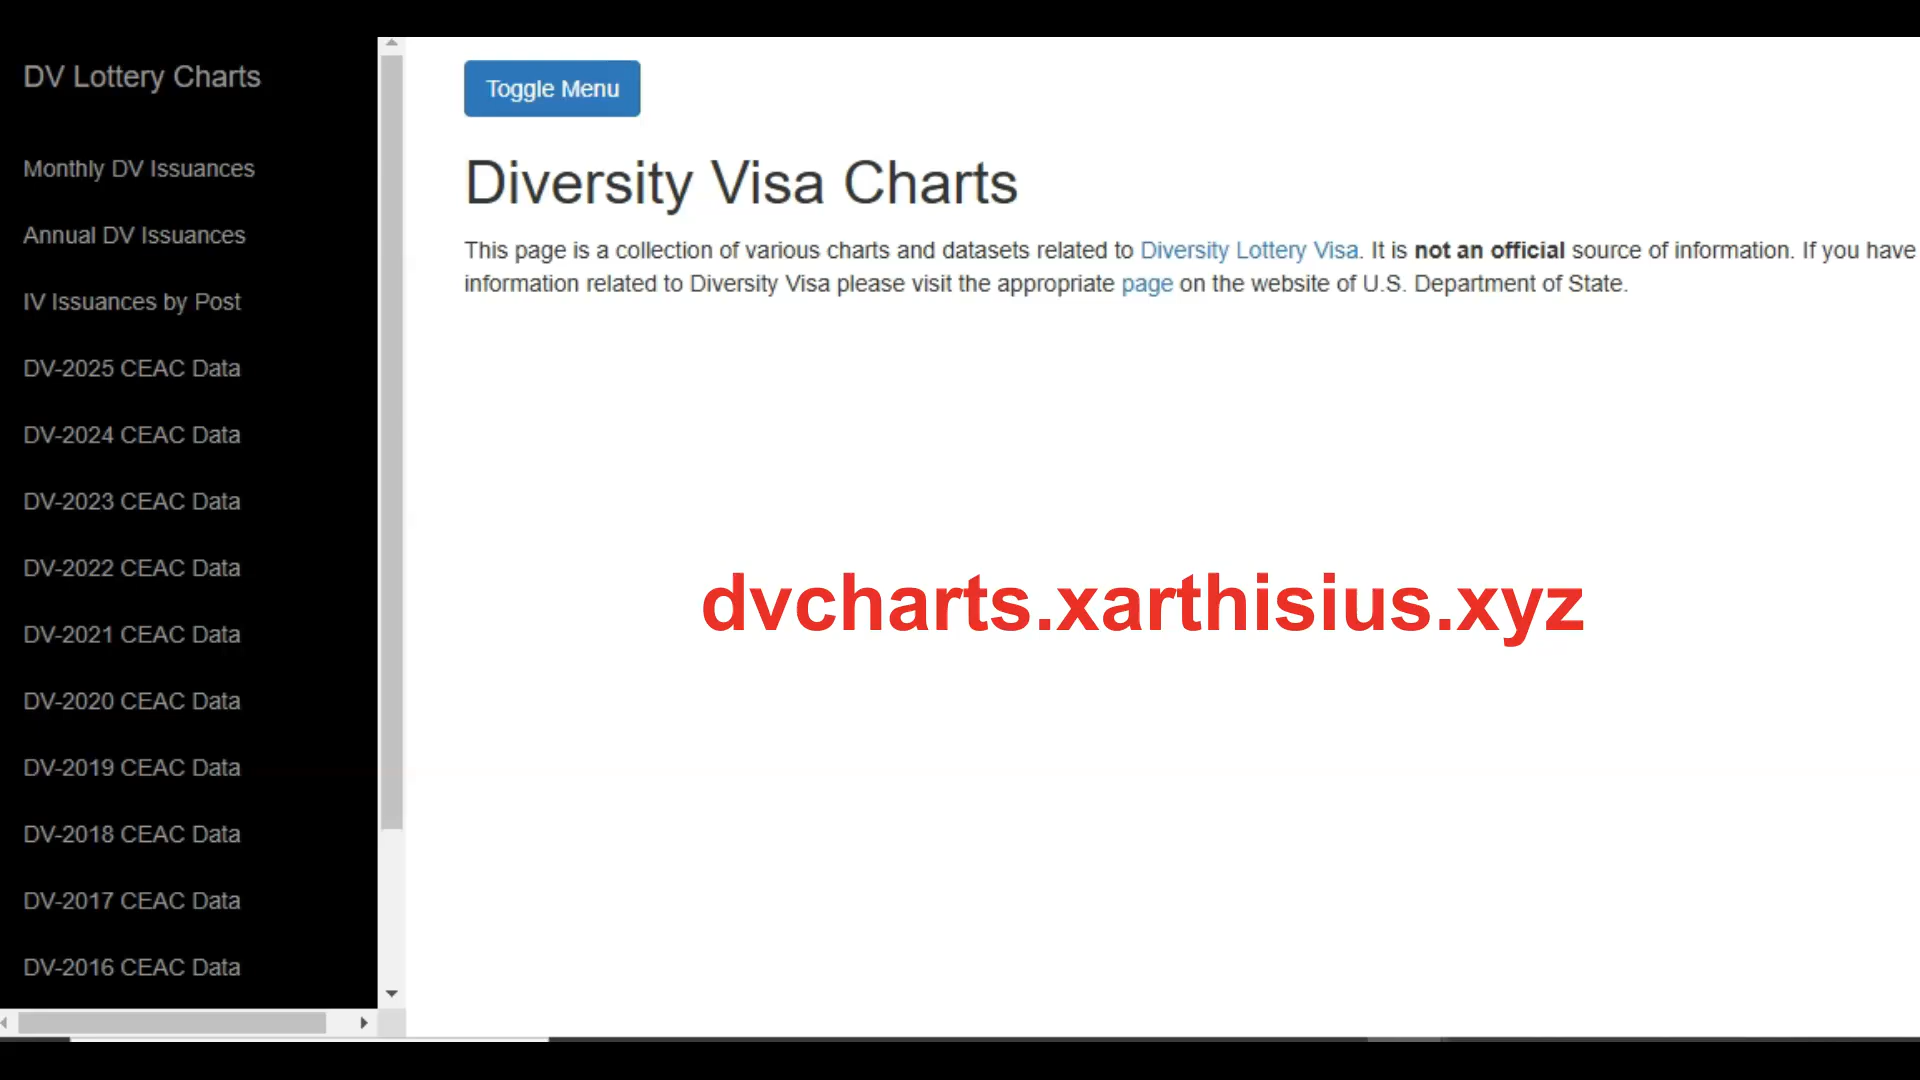 DV Lottery Charts
Monthly DV Issuances
Annual DV Issuances
IV Issuances by Post
DV-2025 CEAC Data
DV-2024 CEAC Data
DV-2023 CEAC Data
DV-2022 CEAC Data
DV-2021 CEAC Data
DV-2020 CEAC Data
DV-2019 CEAC Data
DV-2018 CEAC Data
DV-2017 CEAC Data
DV-2016 CEAC Data
Toggle Menu
Diversity Visa Charts
This page is a collection of various charts and datasets related to Diversity Lottery Visa. It is not an official source of information. If you have
information related to Diversity Visa please visit the appropriate page on the website of U.S. Department of State.
dvcharts.xarthisius.xyz